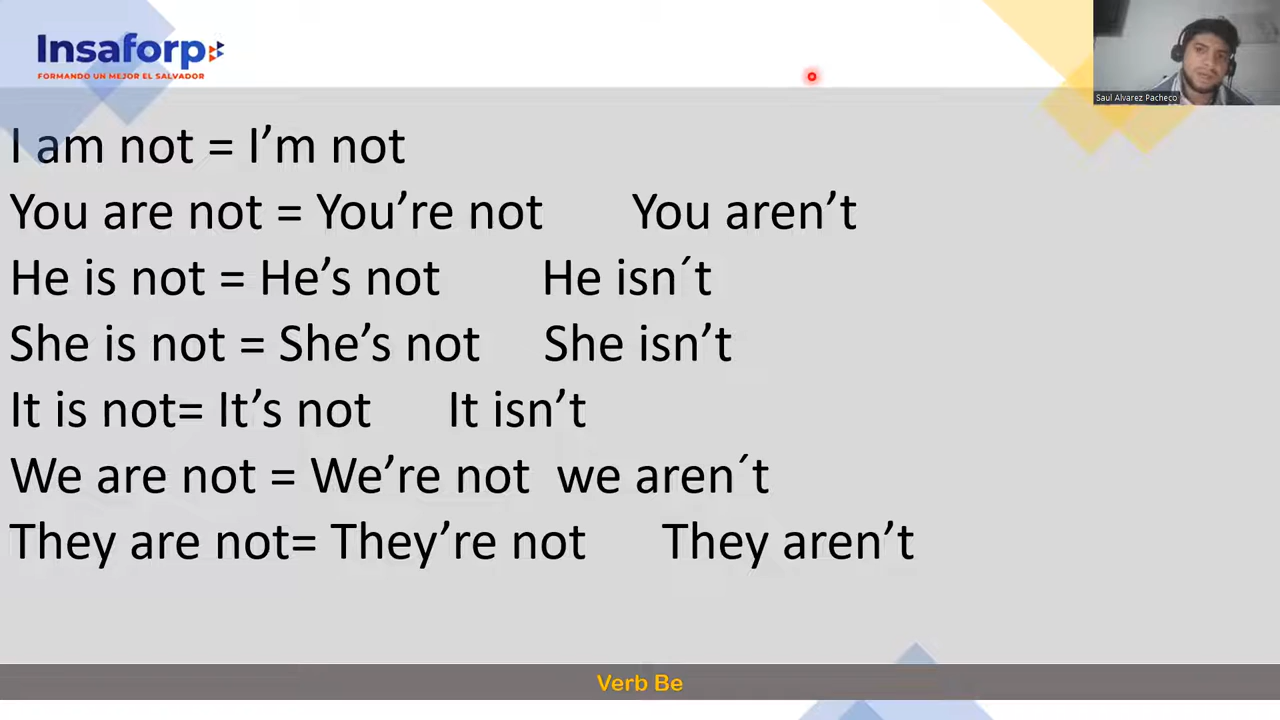 Insaforp
FORMANDO UN MEJOR EL SALVADOR
Saul Alvarez Pacheco
I am not = I’m not
You are not = You’re not You aren’t
He is not = He’s not He isn´t
She is not = She’s not She isn’t
It is not= It’s not It isn’t
We are not = We’re not we aren´t
They are not= They’re not They aren’t
Verb Be